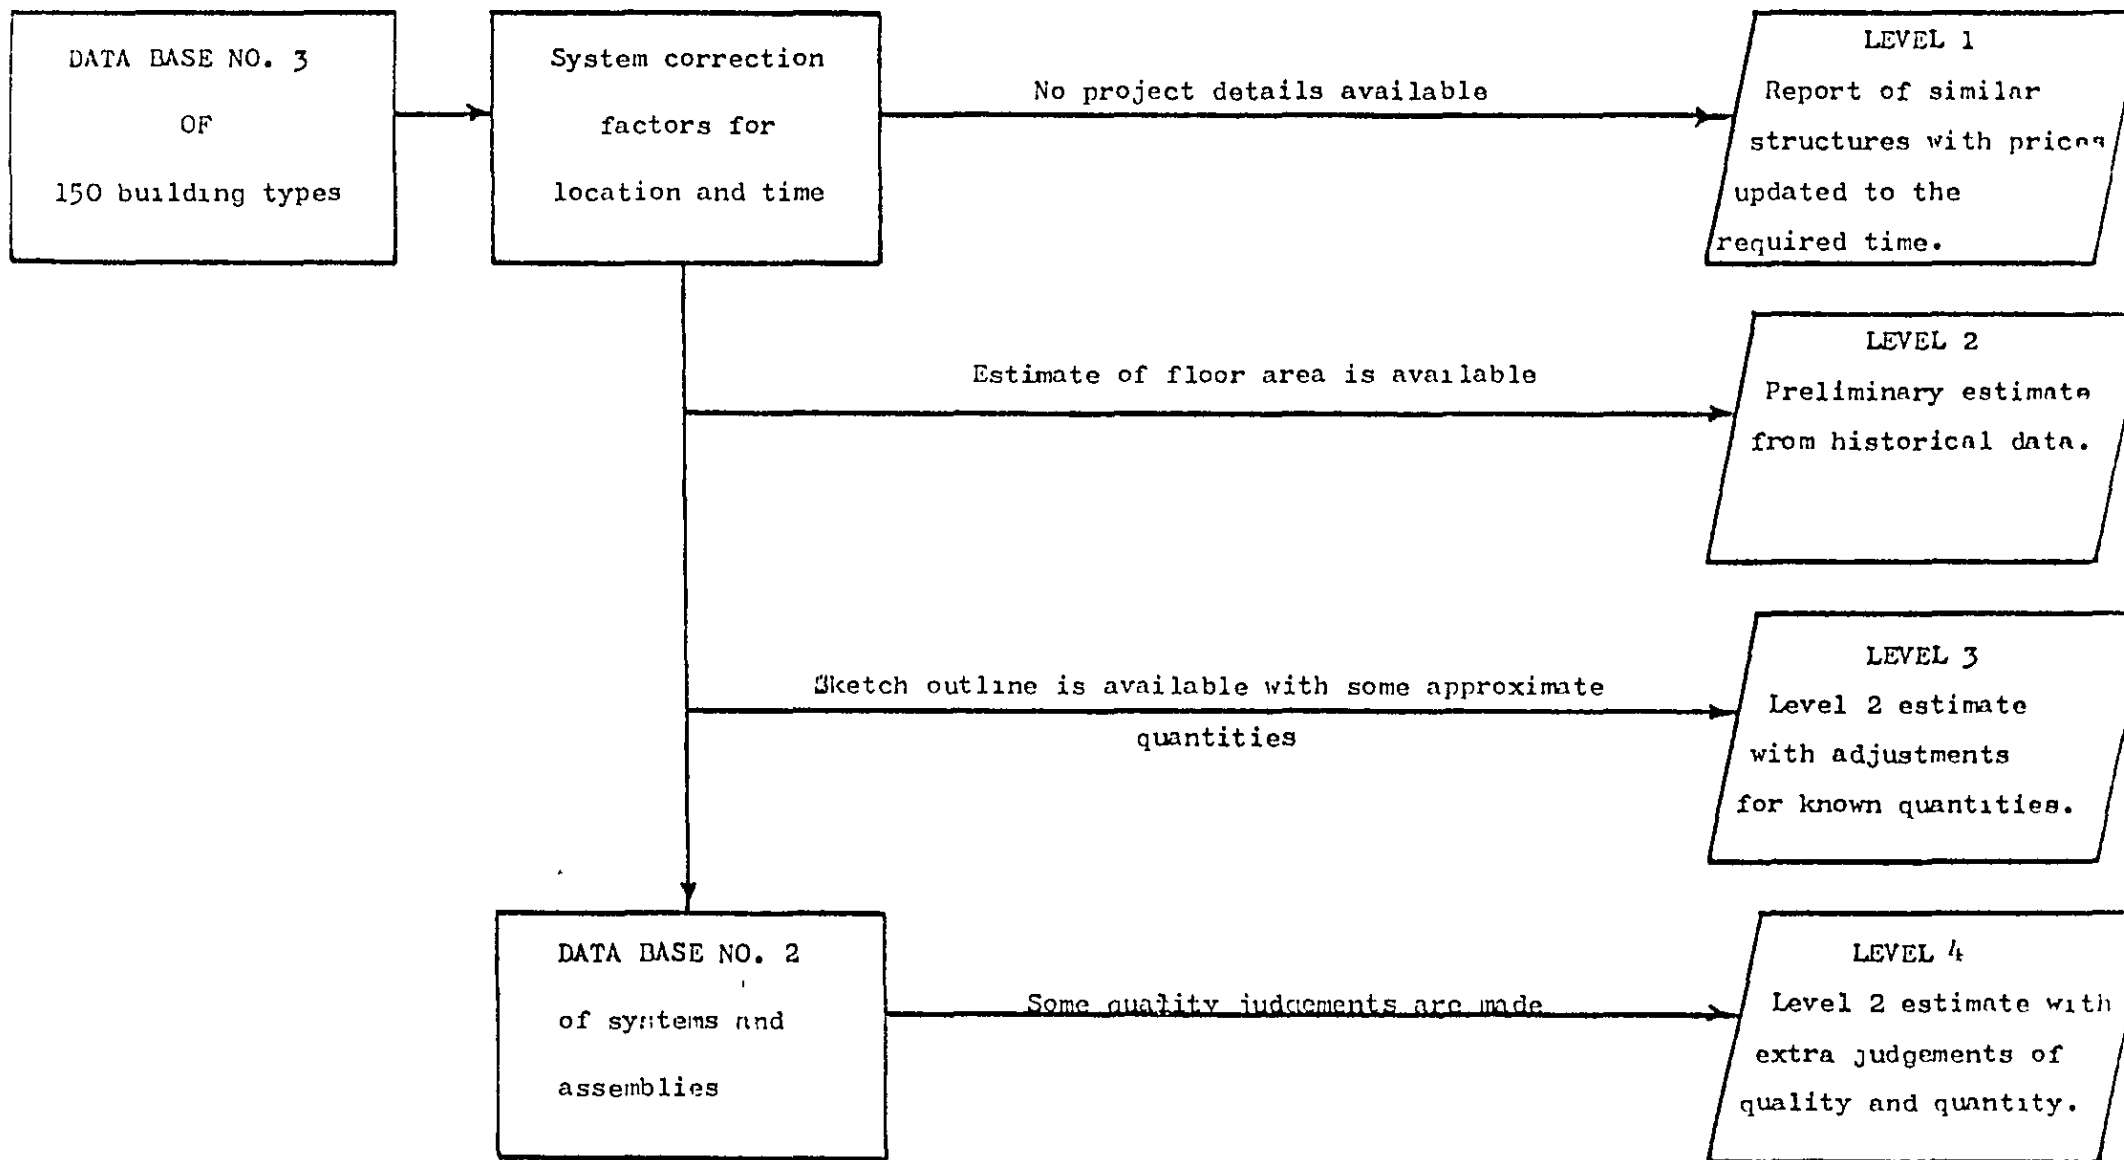 DATA BASE NO. 3
OF
150 building types
System correction
factors for
location and time
No project details available
LEVEL 1
Report of similar
structures with prices
updated to the
required time.
Estimate of floor area is available
LEVEL 2
Preliminary estimate
from historical data.
Sketch outline is available with some approximate
quantities
LEVEL 3
Level 2 estimate
with adjustments
for known quantities.
DATA BASE NO. 2
of systems and
assemblies
Some quality judgements are made
LEVEL 4
Level 2 estimate with
extra judgements of
quality and quantity.